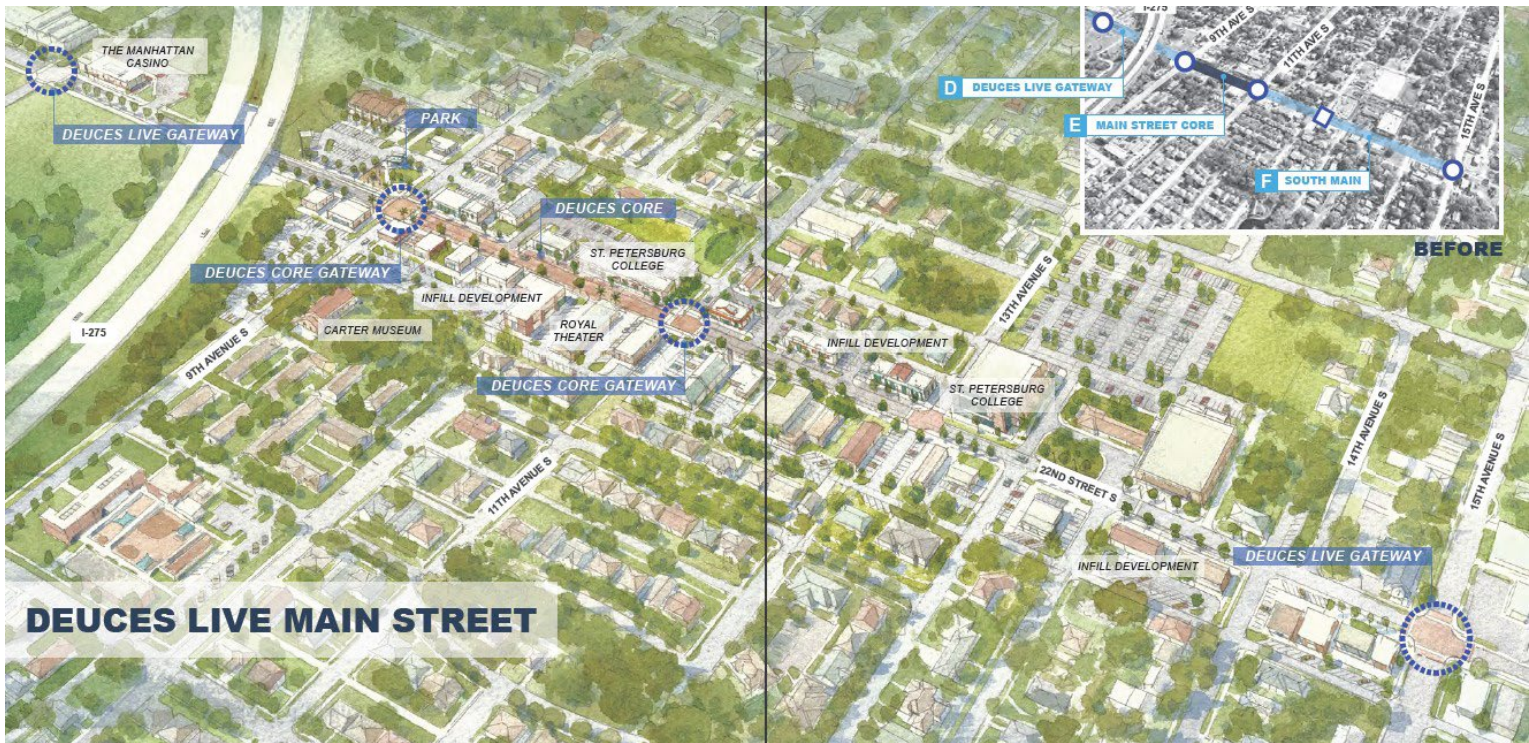 THE MANHATTAN
CASINO
DEUCES LIVE GATEWAY
PARK
DEUCES CORE
DEUCES CORE GATEWAY
ST. PETERSBURG
COLLEGE
INFILL DEVELOPMENT
CARTER MUSEUM
ROYAL
THEATER
I-275
9TH AVENUE S
DEUCES CORE GATEWAY
11TH AVENUE S
DEUCES LIVE MAIN STREET
I-275
9TH AVE S
11TH AVE S
15TH AVE S
D DEUCES LIVE GATEWAY
E MAIN STREET CORE
F SOUTH MAIN
BEFORE
13TH AVENUE S
INFILL DEVELOPMENT
ST. PETERSBURG
COLLEGE
22ND STREET S
14TH AVENUE S
15TH AVENUE S
INFILL DEVELOPMENT
DEUCES LIVE GATEWAY